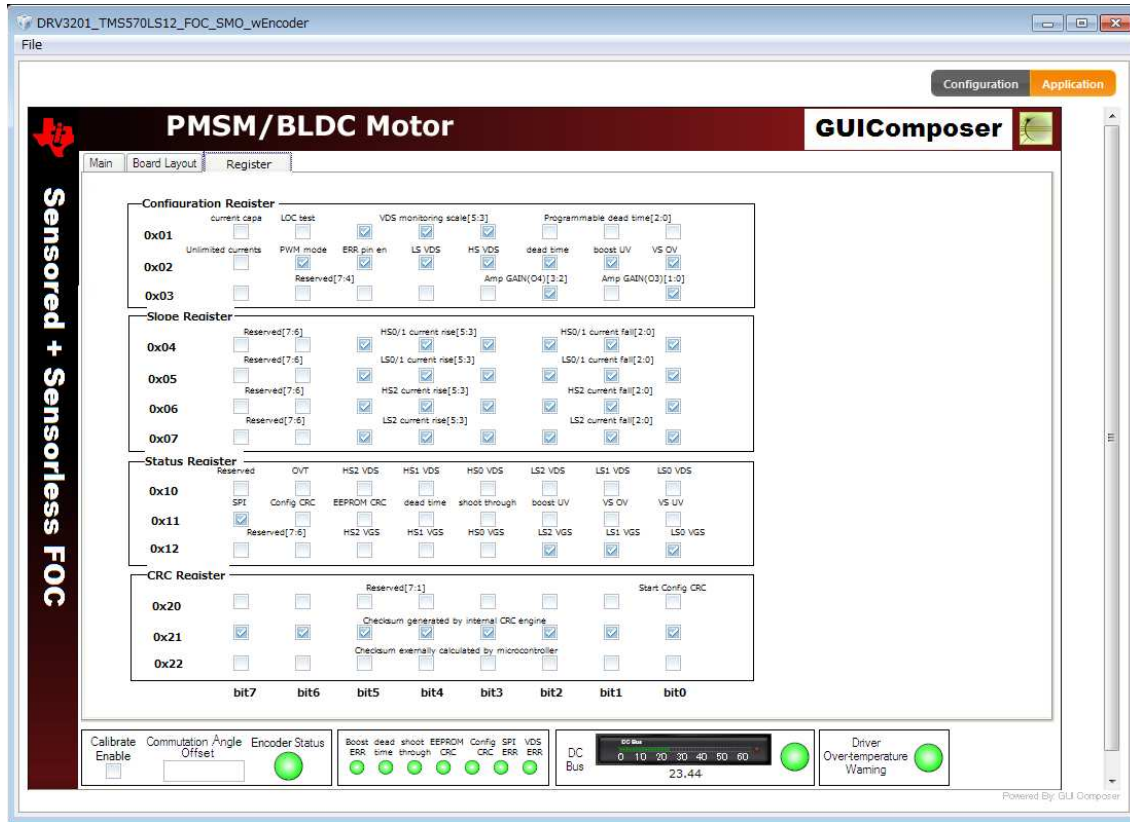 DRV3201_TMS570LS12_FOC_SMO_wEncoder
File
Configuration Application
PMSM/BLDC Motor
GUIComposer
Sensored + Sensorless FOC
Main Board Layout Register
Configuration Register
current capa LOC test VDS monitoring scale[5:3] Programmable dead time[2:0]
0x01
Unlimited currents PWM mode ERR pin en LS VDS HS VDS dead time boost UV VS OV
0x02
Reserved[7:4] Amp GAIN(O4)[3:2] Amp GAIN(O3)[1:0]
0x03
Slope Register
Reserved[7:6] HS0/1 current rise[5:3] HS0/1 current fall[2:0]
0x04
Reserved[7:6] LS0/1 current rise[5:3] LS0/1 current fall[2:0]
0x05
Reserved[7:6] HS2 current rise[5:3] HS2 current fall[2:0]
0x06
Reserved[7:6] LS2 current rise[5:3] LS2 current fall[2:0]
0x07
Status Register
Reserved OVT HS2 VDS HS1 VDS HS0 VDS LS2 VDS LS1 VDS LS0 VDS
0x10
SPI Config CRC EEPROM CRC dead time shoot through boost UV VS OV VS UV
0x11
Reserved[7:6] HS2 VGS HS1 VGS HS0 VGS LS2 VGS LS1 VGS LS0 VGS
0x12
CRC Register
Reserved[7:1] Start Config CRC
0x20
Checksum generated by internal CRC engine
0x21
Checksum exernally calculated by microcontroller
0x22
bit7 bit6 bit5 bit4 bit3 bit2 bit1 bit0
Calibrate Enable
Commutation Angle Offset
Encoder Status
Boost dead shoot EEPROM Config SPI VDS
ERR time through CRC CRC ERR ERR
DC Bus
DC Bus
0 10 20 30 40 50 60
23.44
Driver
Over-temperature
Warning
Powered By: GUI Composer